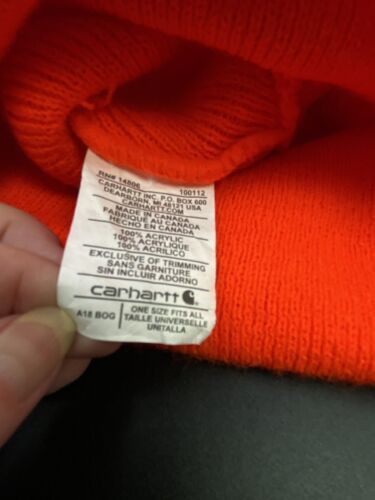 RN# 14806 100112
CARHARTT INC, P.O. BOX 600
DEARBORN, MI 48121 USA
CARHARTT.COM
MADE IN CANADA
FABRIQUÉ AU CANADA
HECHO EN CANADA
100% ACRYLIC
100% ACRYLIQUE
100% ACRILICO
EXCLUSIVE OF TRIMMING
SANS GARNITURE
SIN INCLUIR ADORNO
carhartt
A18 BOG
ONE SIZE FITS ALL
TAILLE UNIVERSELLE
UNITALLA